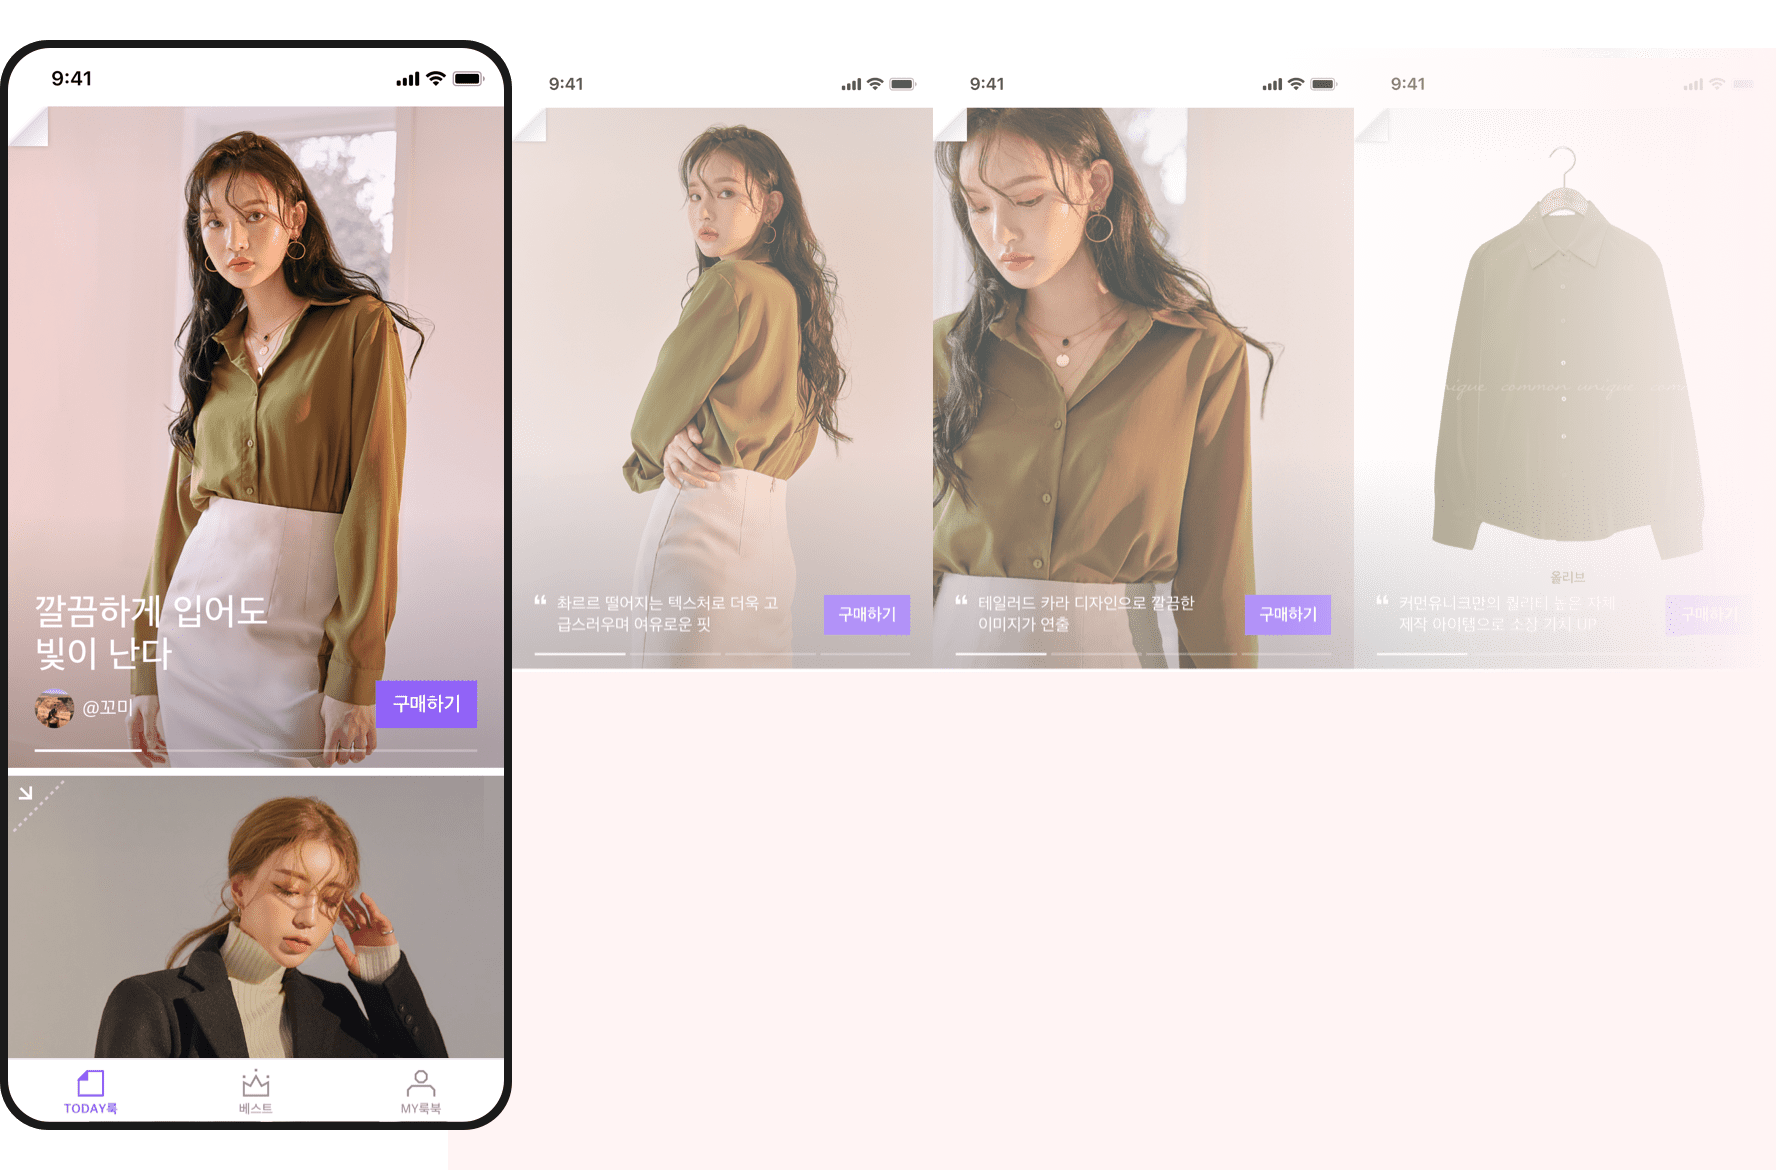 9:41
깔끔하게 입어도
빛이 난다
@꼬미
구매하기
TODAY룩
베스트
MY룩북
9:41
“ 촤르르 떨어지는 텍스처로 더욱 고
급스러우며 여유로운 핏
구매하기
9:41
“ 테일러드 카라 디자인으로 깔끔한
이미지가 연출
구매하기
9:41
unique common unique
올리브
“ 커먼유니크만의 퀄리티 높은 자체
제작 아이템으로 소장 가치 UP
구매하기